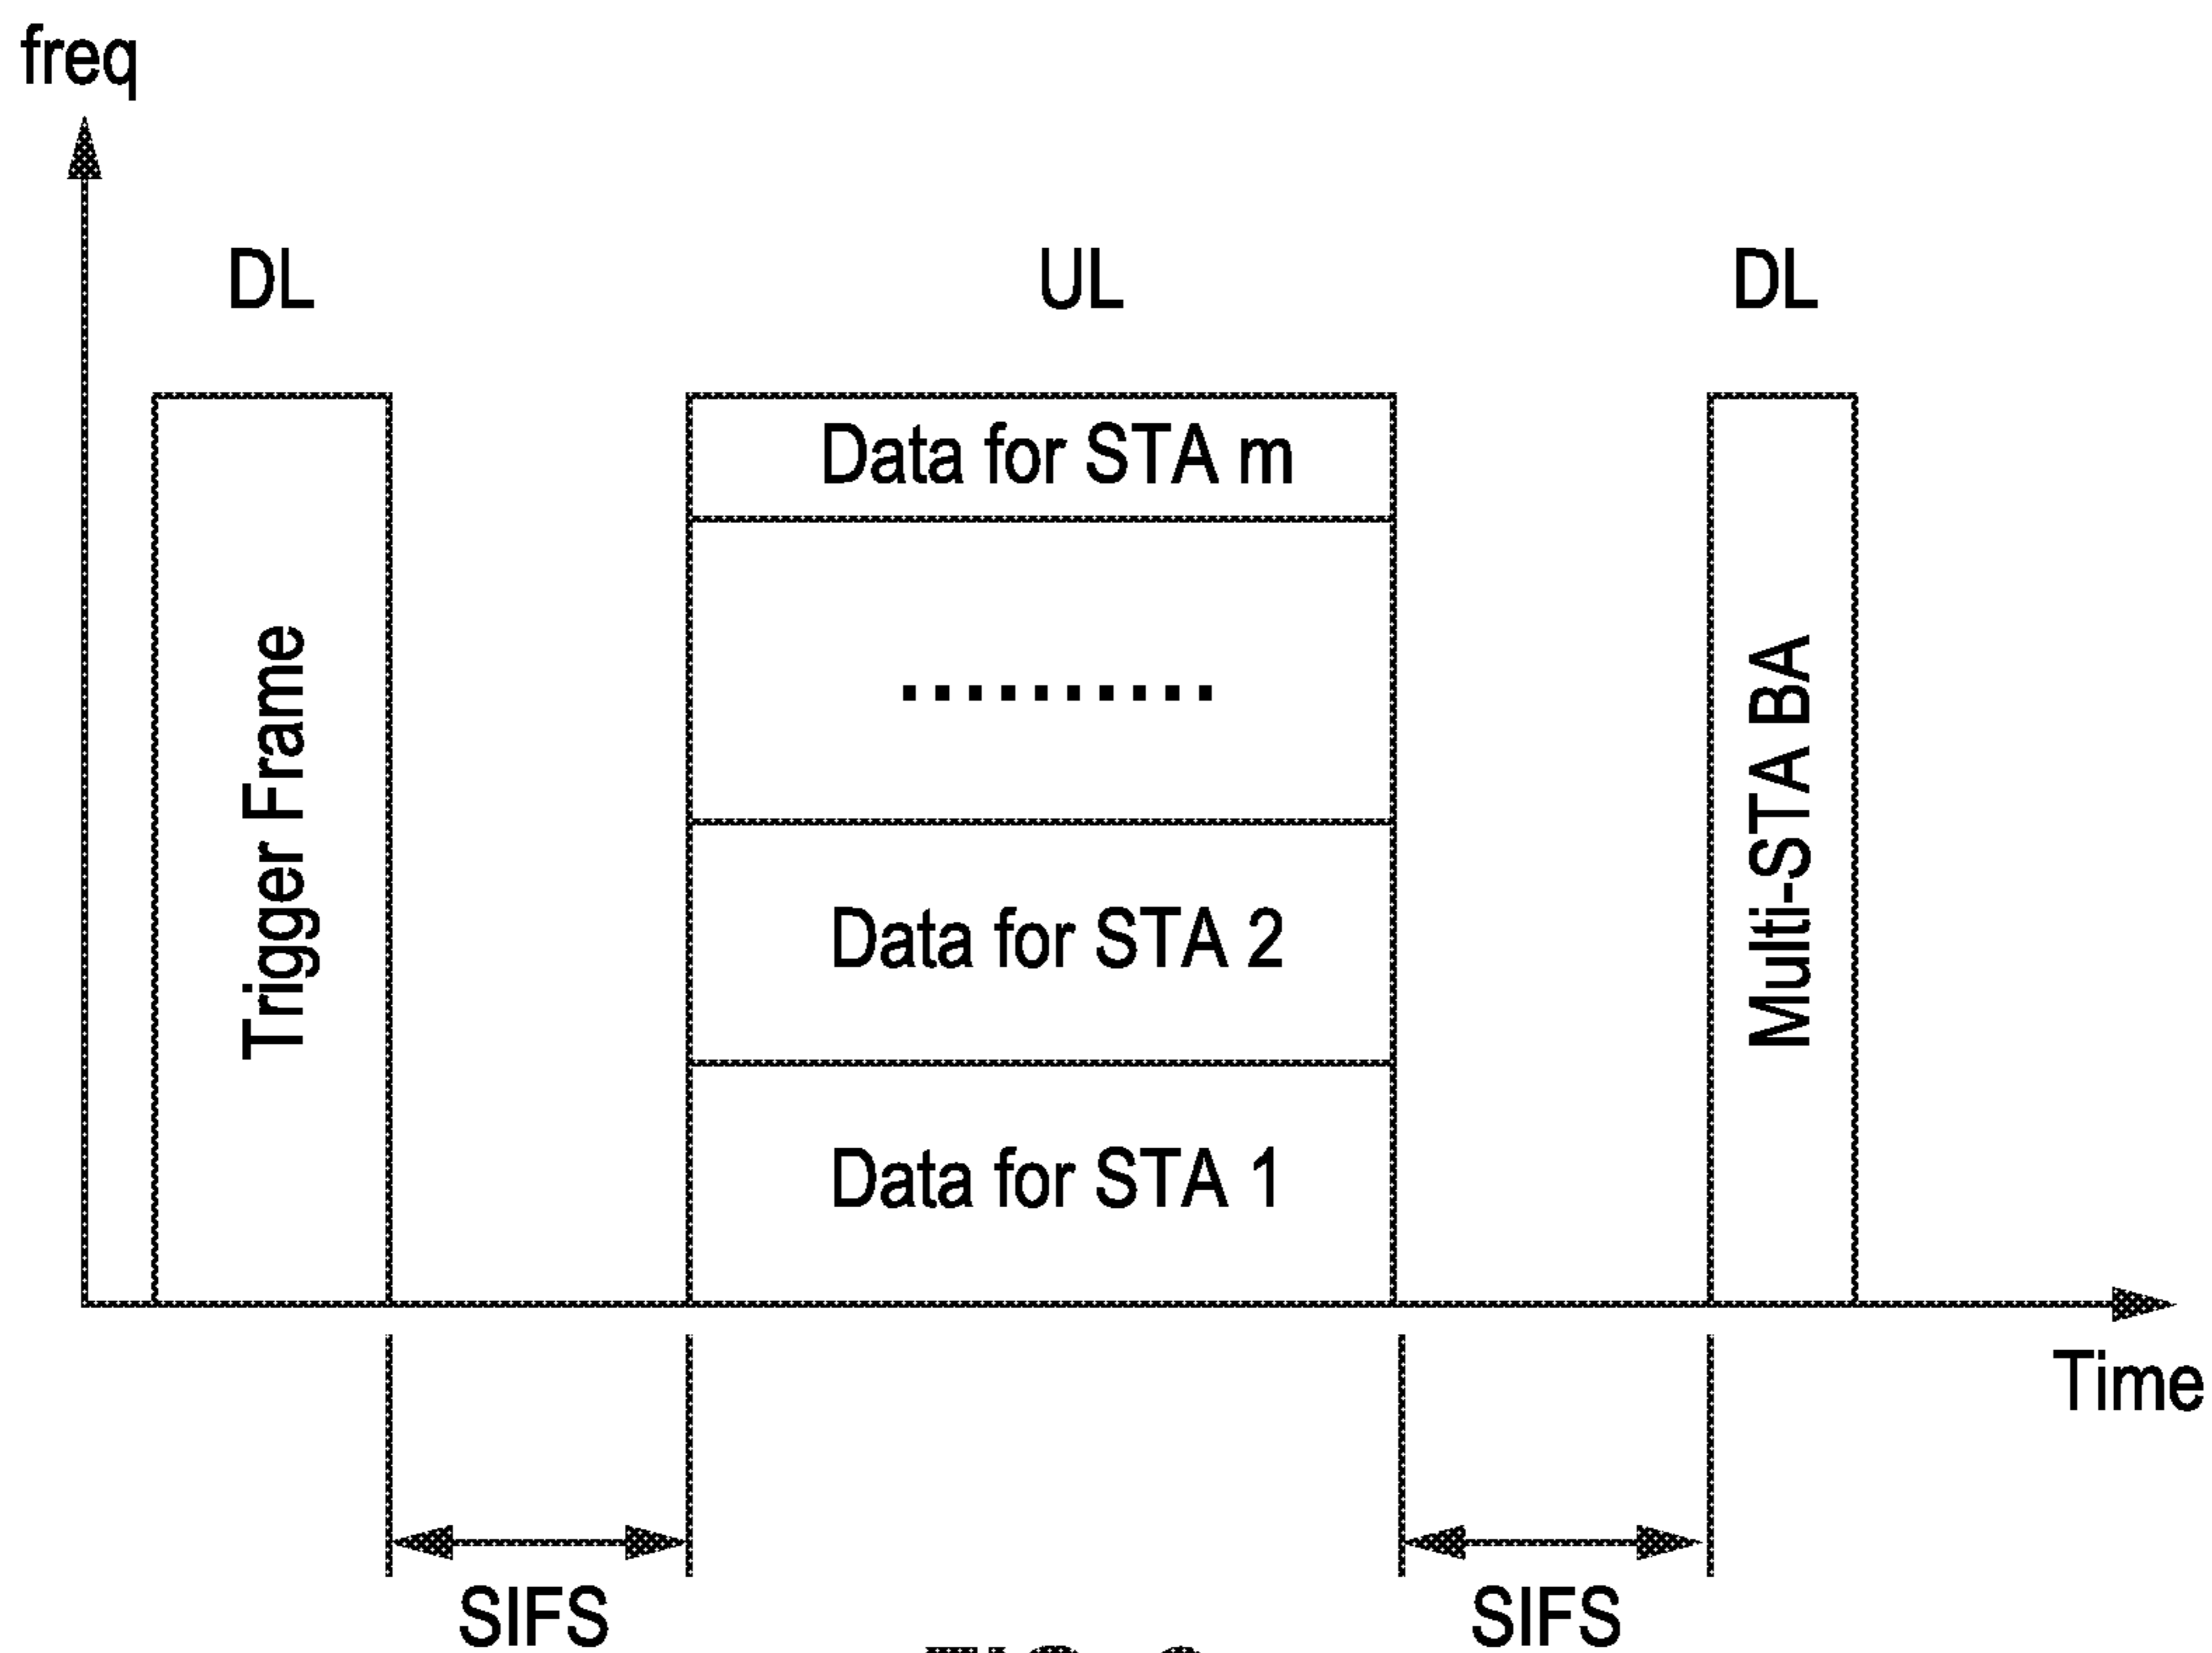 freq
DL
UL
DL
Trigger Frame
Data for STA m
..........
Data for STA 2
Data for STA 1
Multi-STA BA
Time
SIFS
SIFS